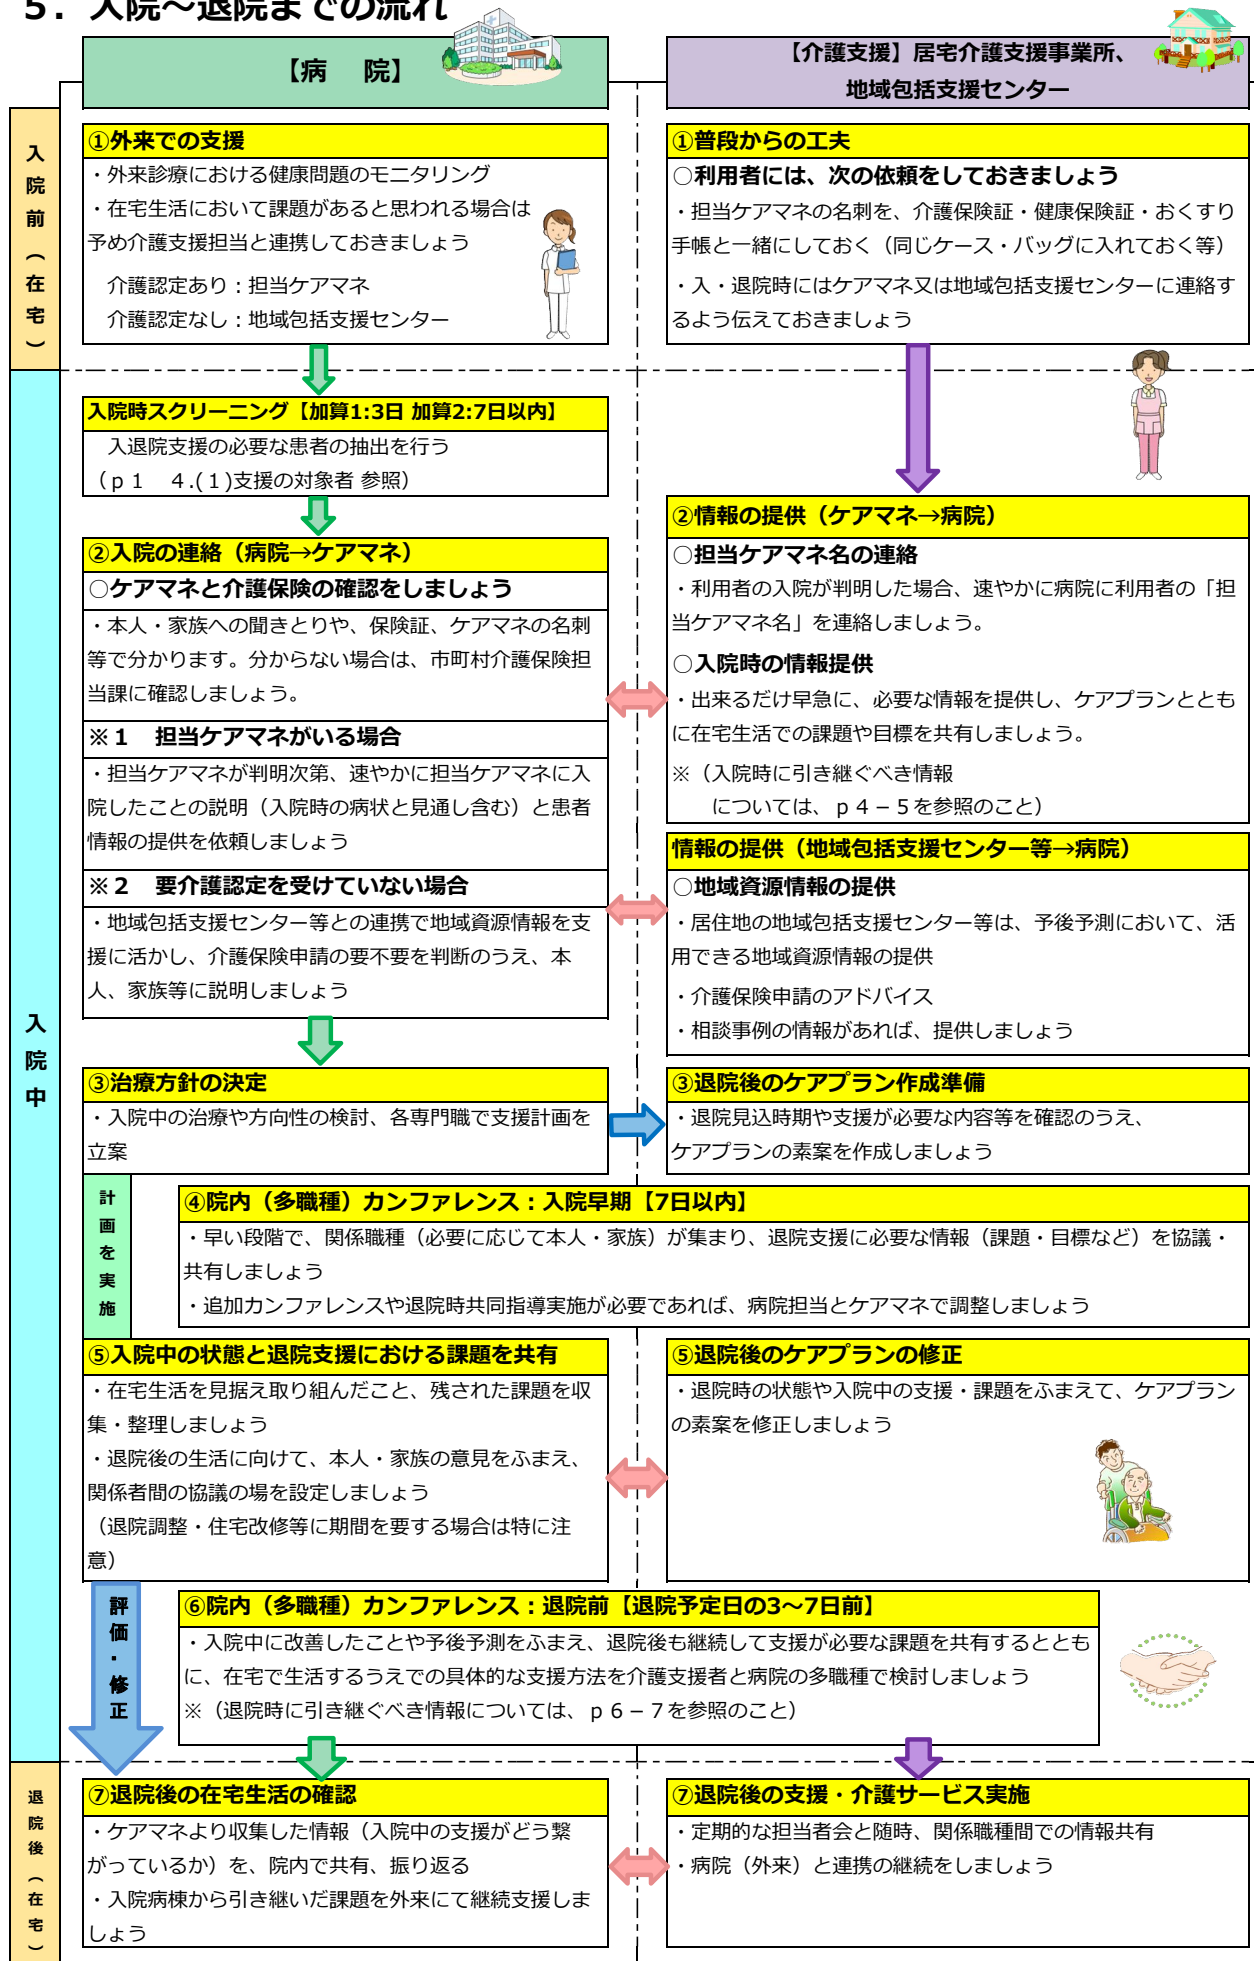 5．入院～退院までの流れ
【病　院】
【介護支援】居宅介護支援事業所、
地域包括支援センター
入院前（在宅）
①外来での支援
・外来診療における健康問題のモニタリング
・在宅生活において課題があると思われる場合は
予め介護支援担当と連携しておきましょう
介護認定あり：担当ケアマネ
介護認定なし：地域包括支援センター
①普段からの工夫
○利用者には、次の依頼をしておきましょう
・担当ケアマネの名刺を、介護保険証・健康保険証・おくすり
手帳と一緒にしておく（同じケース・バッグに入れておく等）
・入・退院時にはケアマネ又は地域包括支援センターに連絡す
るよう伝えておきましょう
入院中
入院時スクリーニング【加算1:3日 加算2:7日以内】
入退院支援の必要な患者の抽出を行う
（ｐ１　４.(１)支援の対象者 参照）
②入院の連絡（病院→ケアマネ）
○ケアマネと介護保険の確認をしましょう
・本人・家族への聞きとりや、保険証、ケアマネの名刺
等で分かります。分からない場合は、市町村介護保険担
当課に確認しましょう。
※１　担当ケアマネがいる場合
・担当ケアマネが判明次第、速やかに担当ケアマネに入
院したことの説明（入院時の病状と見通し含む）と患者
情報の提供を依頼しましょう
※２　要介護認定を受けていない場合
・地域包括支援センター等との連携で地域資源情報を支
援に活かし、介護保険申請の要不要を判断のうえ、本
人、家族等に説明しましょう
②情報の提供（ケアマネ→病院）
○担当ケアマネ名の連絡
・利用者の入院が判明した場合、速やかに病院に利用者の「担
当ケアマネ名」を連絡しましょう。
○入院時の情報提供
・出来るだけ早急に、必要な情報を提供し、ケアプランととも
に在宅生活での課題や目標を共有しましょう。
※（入院時に引き継ぐべき情報
については、ｐ４－５を参照のこと）
情報の提供（地域包括支援センター等→病院）
○地域資源情報の提供
・居住地の地域包括支援センター等は、予後予測において、活
用できる地域資源情報の提供
・介護保険申請のアドバイス
・相談事例の情報があれば、提供しましょう
③治療方針の決定
・入院中の治療や方向性の検討、各専門職で支援計画を
立案
③退院後のケアプラン作成準備
・退院見込時期や支援が必要な内容等を確認のうえ、
ケアプランの素案を作成しましょう
計画を実施
④院内（多職種）カンファレンス：入院早期【7日以内】
・早い段階で、関係職種（必要に応じて本人・家族）が集まり、退院支援に必要な情報（課題・目標など）を協議・
共有しましょう
・追加カンファレンスや退院時共同指導実施が必要であれば、病院担当とケアマネで調整しましょう
⑤入院中の状態と退院支援における課題を共有
・在宅生活を見据え取り組んだこと、残された課題を収
集・整理しましょう
・退院後の生活に向けて、本人・家族の意見をふまえ、
関係者間の協議の場を設定しましょう
（退院調整・住宅改修等に期間を要する場合は特に注
意）
⑤退院後のケアプランの修正
・退院時の状態や入院中の支援・課題をふまえて、ケアプラン
の素案を修正しましょう
評価・修正
⑥院内（多職種）カンファレンス：退院前【退院予定日の3～7日前】
・入院中に改善したことや予後予測をふまえ、退院後も継続して支援が必要な課題を共有するととも
に、在宅で生活するうえでの具体的な支援方法を介護支援者と病院の多職種で検討しましょう
※（退院時に引き継ぐべき情報については、ｐ６－７を参照のこと）
退院後（在宅）
⑦退院後の在宅生活の確認
・ケアマネより収集した情報（入院中の支援がどう繋
がっているか）を、院内で共有、振り返る
・入院病棟から引き継いだ課題を外来にて継続支援しま
しょう
⑦退院後の支援・介護サービス実施
・定期的な担当者会と随時、関係職種間での情報共有
・病院（外来）と連携の継続をしましょう